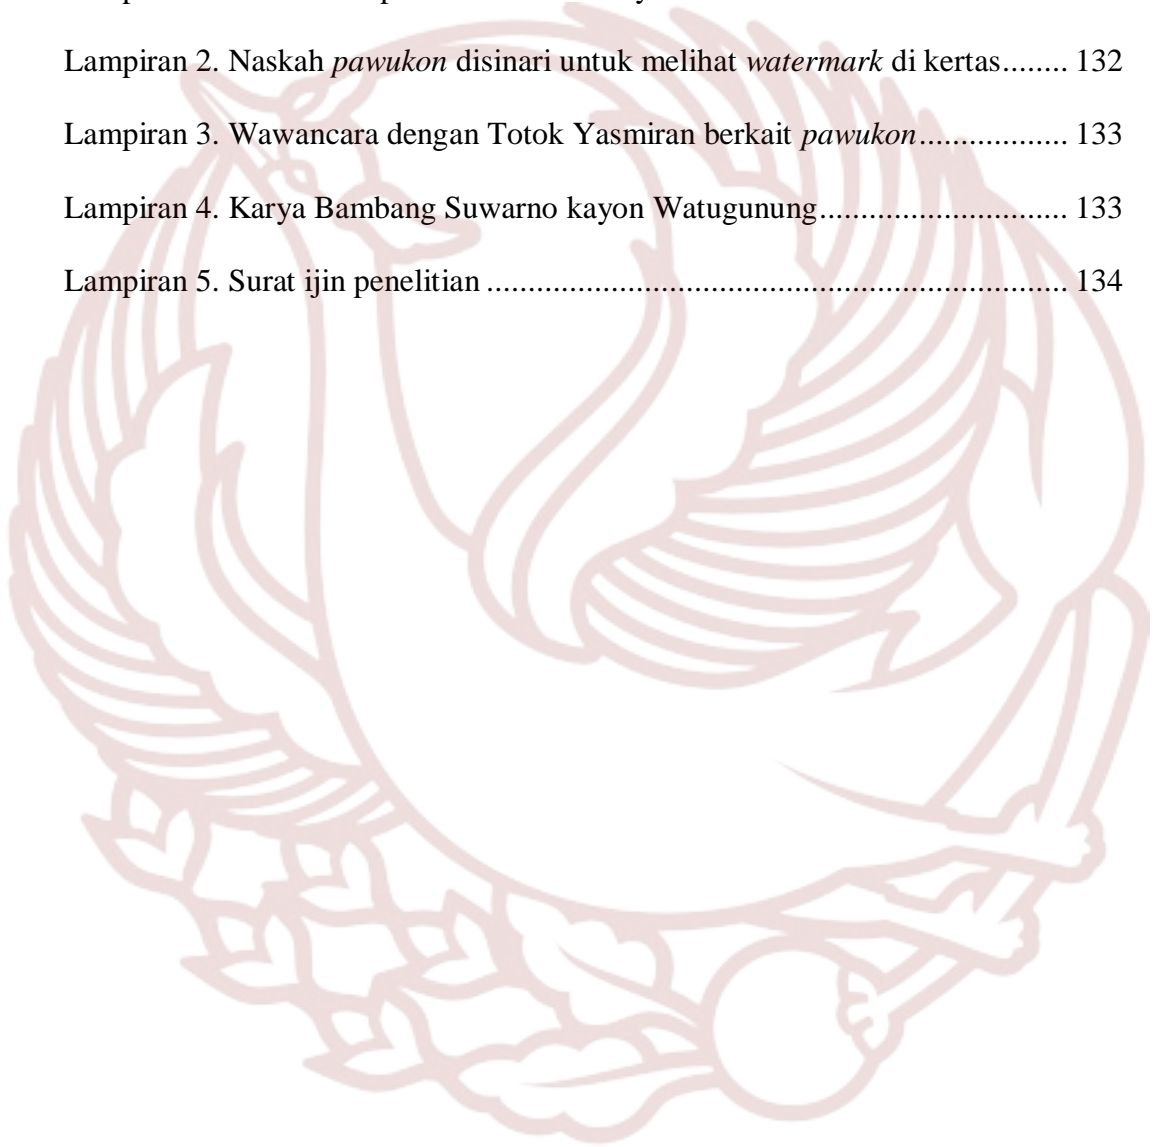 Lampiran 2. Naskah pawukon disinari untuk melihat watermark di kertas........ 132
Lampiran 3. Wawancara dengan Totok Yasmiran berkait pawukon.................. 133
Lampiran 4. Karya Bambang Suwarno kayon Watugunung.............................. 133
Lampiran 5. Surat ijin penelitian ....................................................................... 134